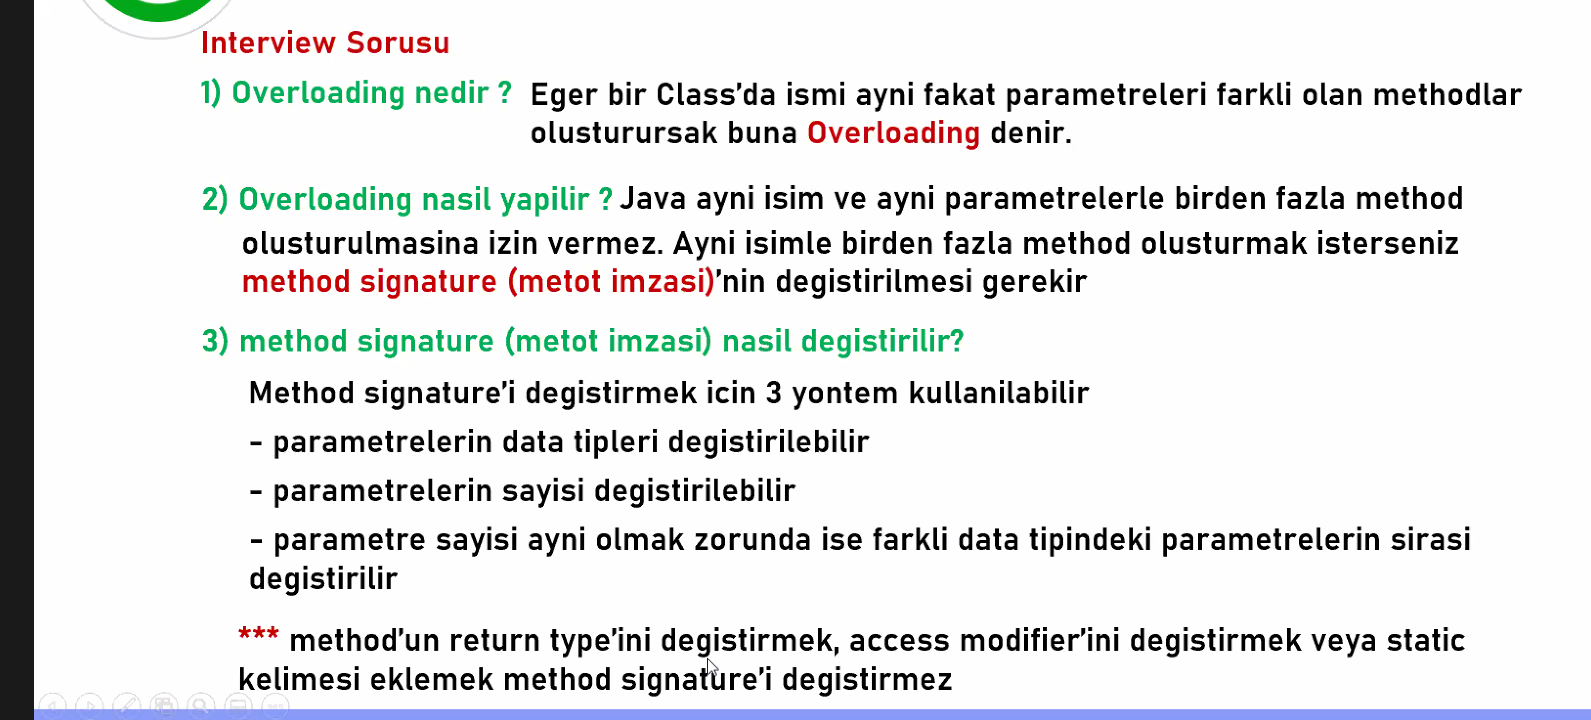 Interview Sorusu
1) Overloading nedir ? Eger bir Class'da ismi ayni fakat parametreleri farkli olan methodlar
olusturursak buna Overloading denir.
2) Overloading nasil yapilir ? Java ayni isim ve ayni parametrelerle birden fazla method
olusturulmasina izin vermez. Ayni isimle birden fazla method olusturmak isterseniz
method signature (metot imzasi)'nin degistirilmesi gerekir
3) method signature (metot imzasi) nasil degistirilir?
Method signature'i degistirmek icin 3 yontem kullanilabilir
- parametrelerin data tipleri degistirilebilir
- parametrelerin sayisi degistirilebilir
- parametre sayisi ayni olmak zorunda ise farkli data tipindeki parametrelerin sirasi
degistirilir
*** method'un return type'ini degistirmek, access modifier'ini degistirmek veya static
kelimesi eklemek method signature'i degistirmez